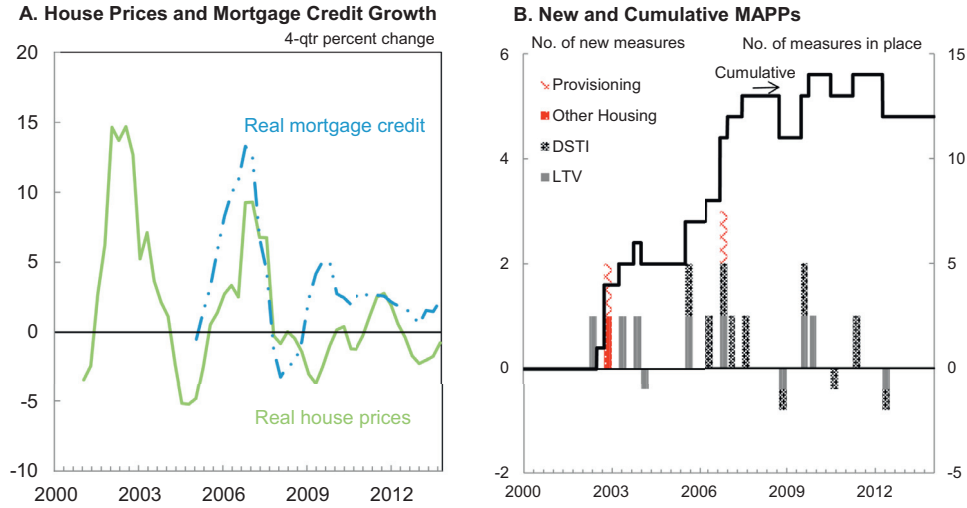 A. House Prices and Mortgage Credit Growth
4-qtr percent change
20
15
10
5
0
-5
-10
Real mortgage credit
Real house prices
2000 2003 2006 2009 2012
B. New and Cumulative MAPPs
No. of new measures
No. of measures in place
Cumulative
Provisioning
Other Housing
DSTI
LTV
6
4
2
0
-2
15
10
5
0
-5
2000 2003 2006 2009 2012